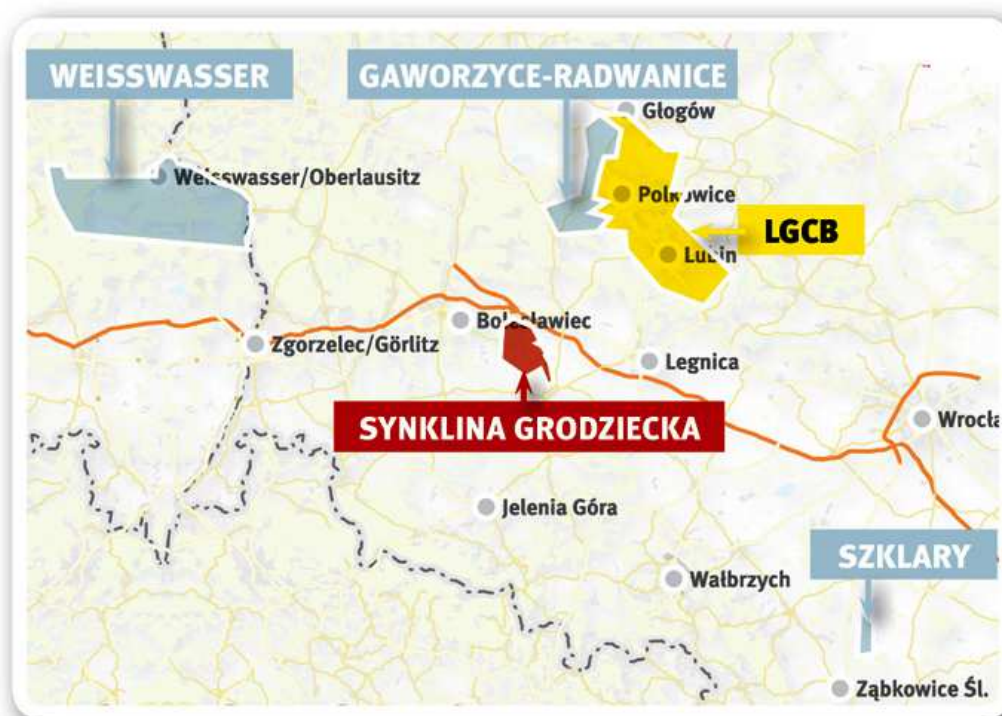 WEISSWASSER
GAWORZYCE-RADWANICE
Głogów
Weisswasser/Oberlausitz
Polkowice
LGCB
Lubin
Bolesławiec
Zgorzelec/Görlitz
Legnica
SYNKLINA GRODZIECKA
Wrocła
Jelenia Góra
SZKLARY
Wałbrzych
Ząbkowice Śl.